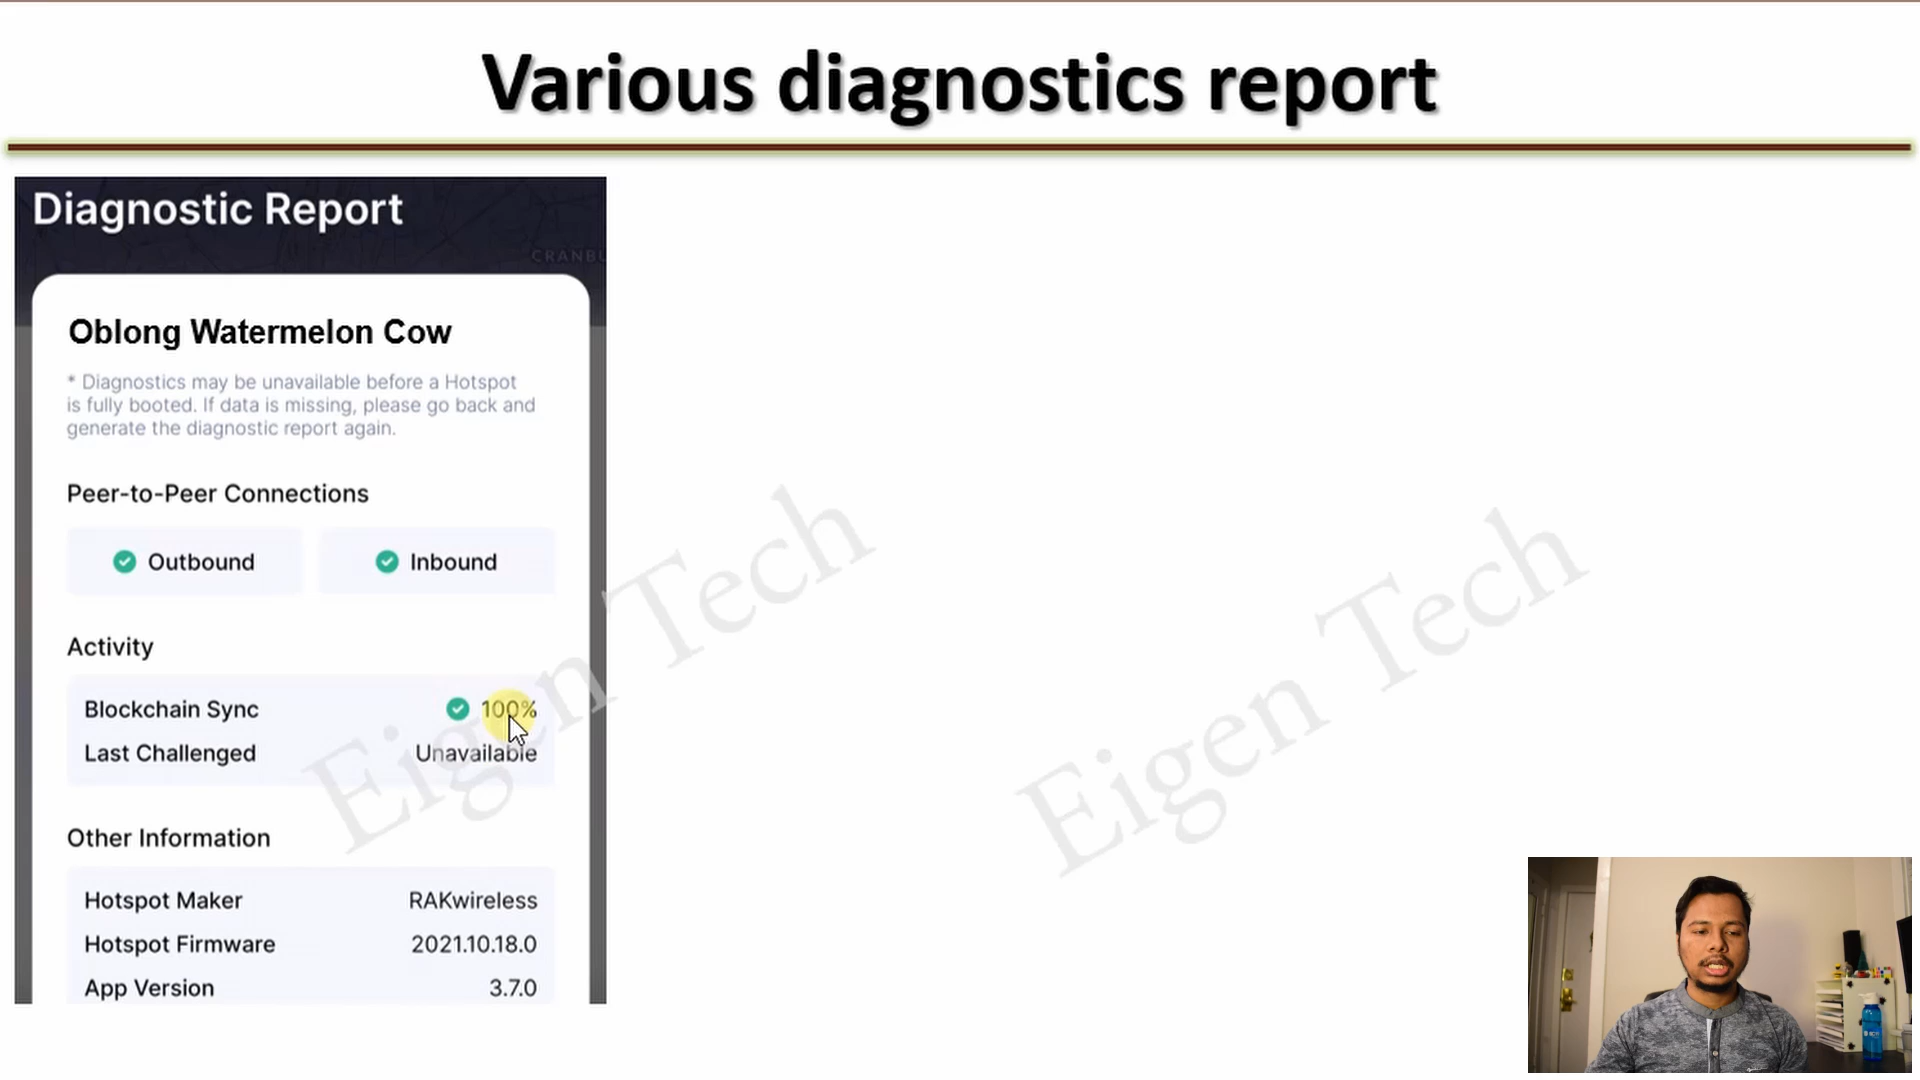 Various diagnostics report
Diagnostic Report
CRANBU
Oblong Watermelon Cow
* Diagnostics may be unavailable before a Hotspot
is fully booted. If data is missing, please go back and
generate the diagnostic report again.
Peer-to-Peer Connections
Outbound Inbound
Activity
Blockchain Sync 100%
Last Challenged Unavailable
Other Information
Hotspot Maker RAKwireless
Hotspot Firmware 2021.10.18.0
App Version 3.7.0
Eigen Tech
Eigen Tech